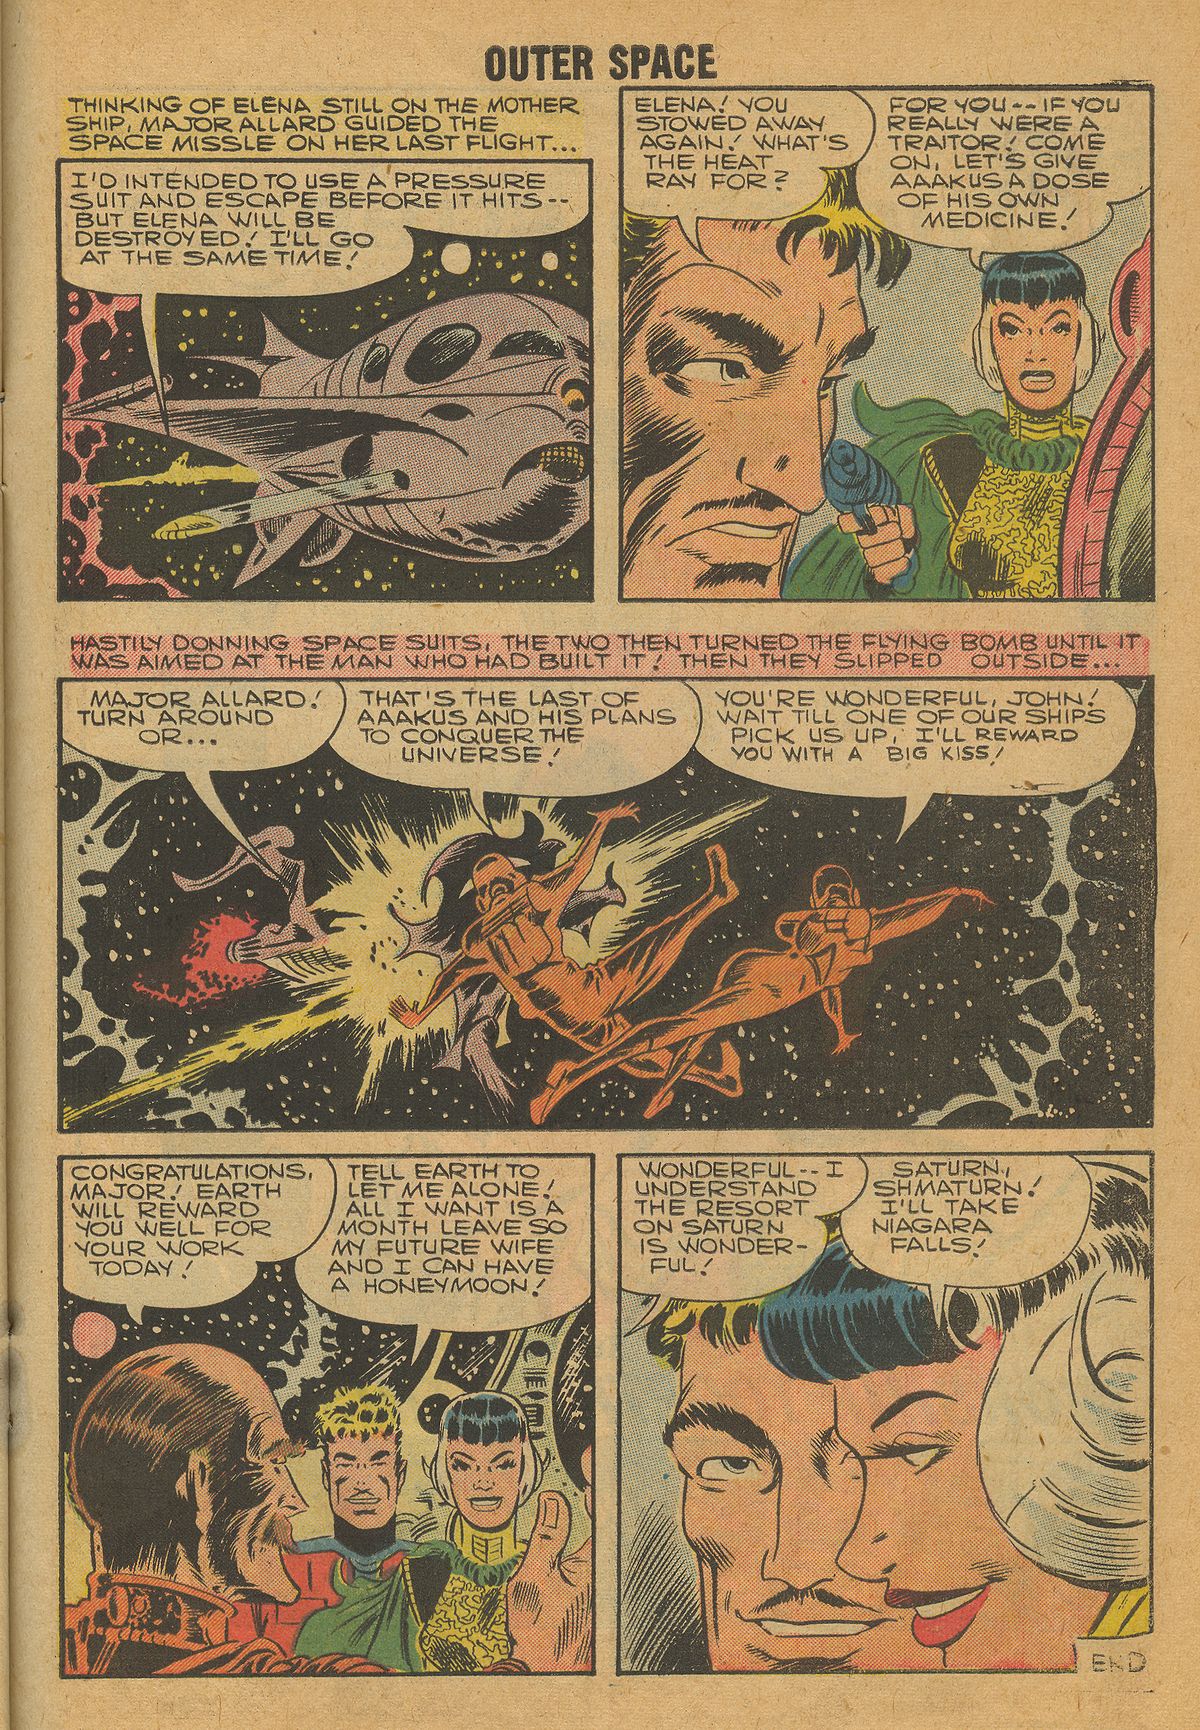 OUTER SPACE
THINKING OF ELENA STILL ON THE MOTHER
SHIP, MAJOR ALLARD GUIDED THE
SPACE MISSLE ON HER LAST FLIGHT...
I'D INTENDED TO USE A PRESSURE
SUIT AND ESCAPE BEFORE IT HITS--
BUT ELENA WILL BE
DESTROYED! I'LL GO
AT THE SAME TIME!
ELENA! YOU
STOWED AWAY
AGAIN! WHAT'S
THE HEAT
RAY FOR?
FOR YOU-- IF YOU
REALLY WERE A
TRAITOR! COME
ON, LET'S GIVE
AAAKUS A DOSE
OF HIS OWN
MEDICINE!
HASTILY DONNING SPACE SUITS, THE TWO THEN TURNED THE FLYING BOMB UNTIL IT
WAS AIMED AT THE MAN WHO HAD BUILT IT! THEN THEY SLIPPED OUTSIDE...
MAJOR ALLARD!
TURN AROUND
OR...
THAT'S THE LAST OF
AAAKUS AND HIS PLANS
TO CONQUER THE
UNIVERSE!
YOU'RE WONDERFUL, JOHN!
WAIT TILL ONE OF OUR SHIPS
PICK US UP, I'LL REWARD
YOU WITH A BIG KISS!
CONGRATULATIONS,
MAJOR! EARTH
WILL REWARD
YOU WELL FOR
YOUR WORK
TODAY!
TELL EARTH TO
LET ME ALONE!
ALL I WANT IS A
MONTH LEAVE SO
MY FUTURE WIFE
AND I CAN HAVE
A HONEYMOON!
WONDERFUL-- I
UNDERSTAND
THE RESORT
ON SATURN
IS WONDER-
FUL!
SATURN,
SHMATURN!
I'LL TAKE
NIAGARA
FALLS!
END